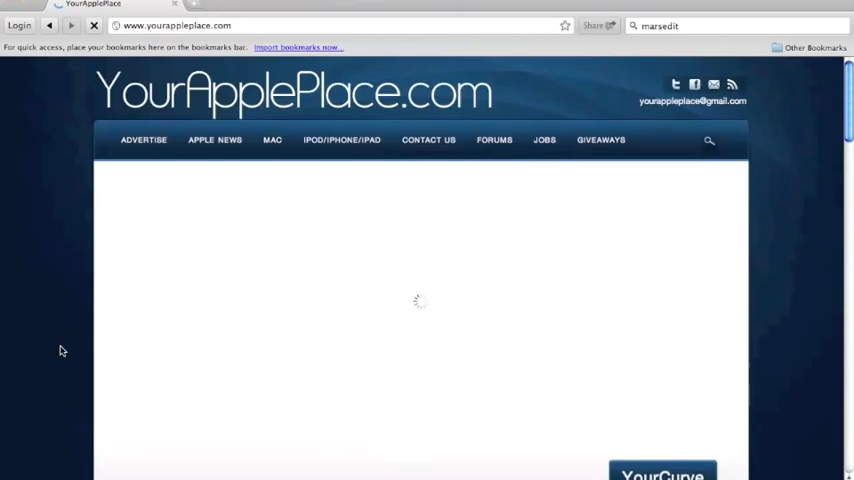 YourApplePlace
Login
www.yourappleplace.com
Share
marsedit
For quick access, place your bookmarks here on the bookmarks bar. Import bookmarks now...
Other Bookmarks
YourApplePlace.com
yourappleplace@gmail.com
ADVERTISE APPLE NEWS MAC IPOD/IPHONE/IPAD CONTACT US FORUMS JOBS GIVEAWAYS
YourCurve